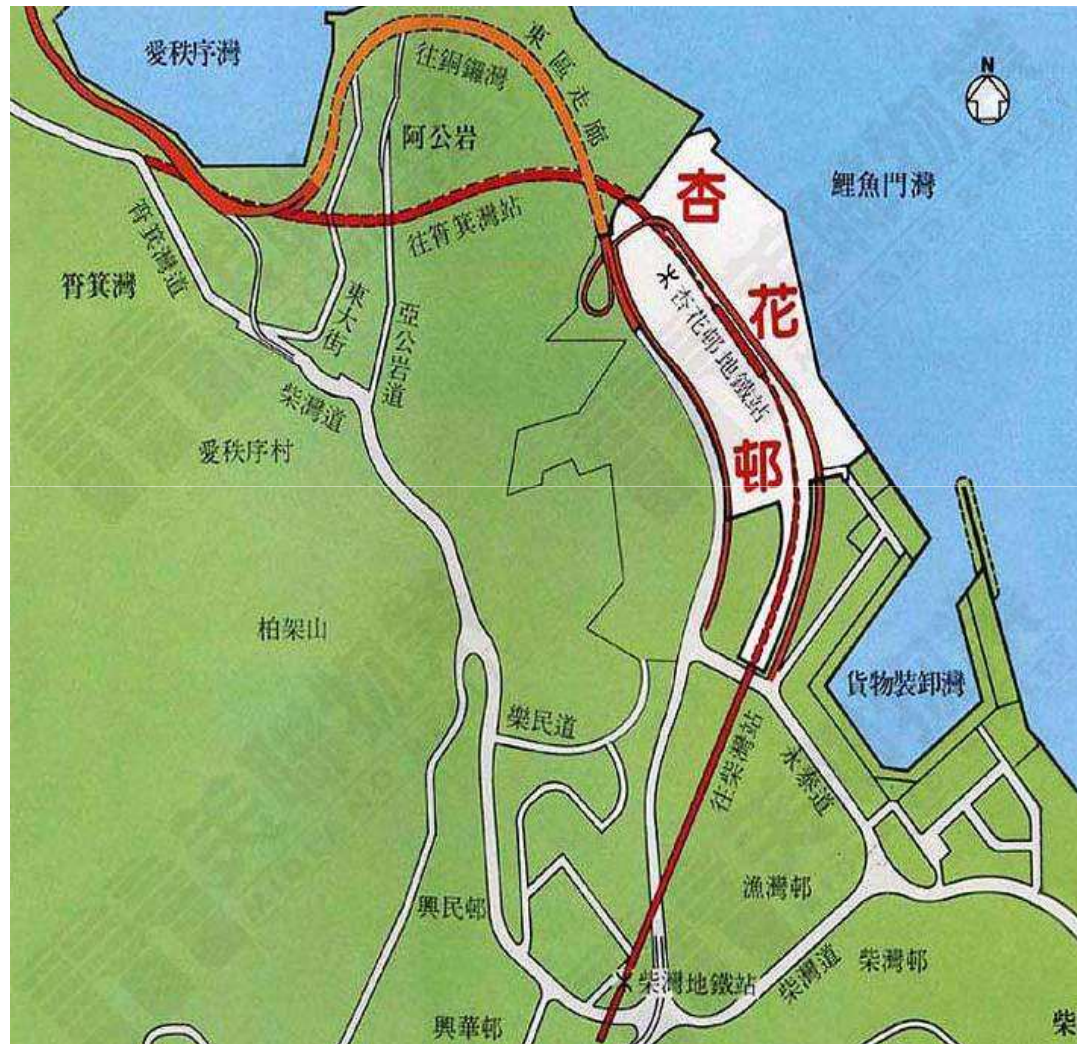 愛秩序灣
往銅鑼灣
東區走廊
N
阿公岩
鯉魚門灣
杏花邨
筲箕灣道
往筲箕灣站
筲箕灣
東大街
亞公岩道
杏花邨地鐵站
柴灣道
愛秩序村
柏架山
貨物裝卸灣
樂民道
往柴灣站
永泰道
漁灣邨
興民邨
柴灣道
柴灣邨
柴灣地鐵站
興華邨
柴